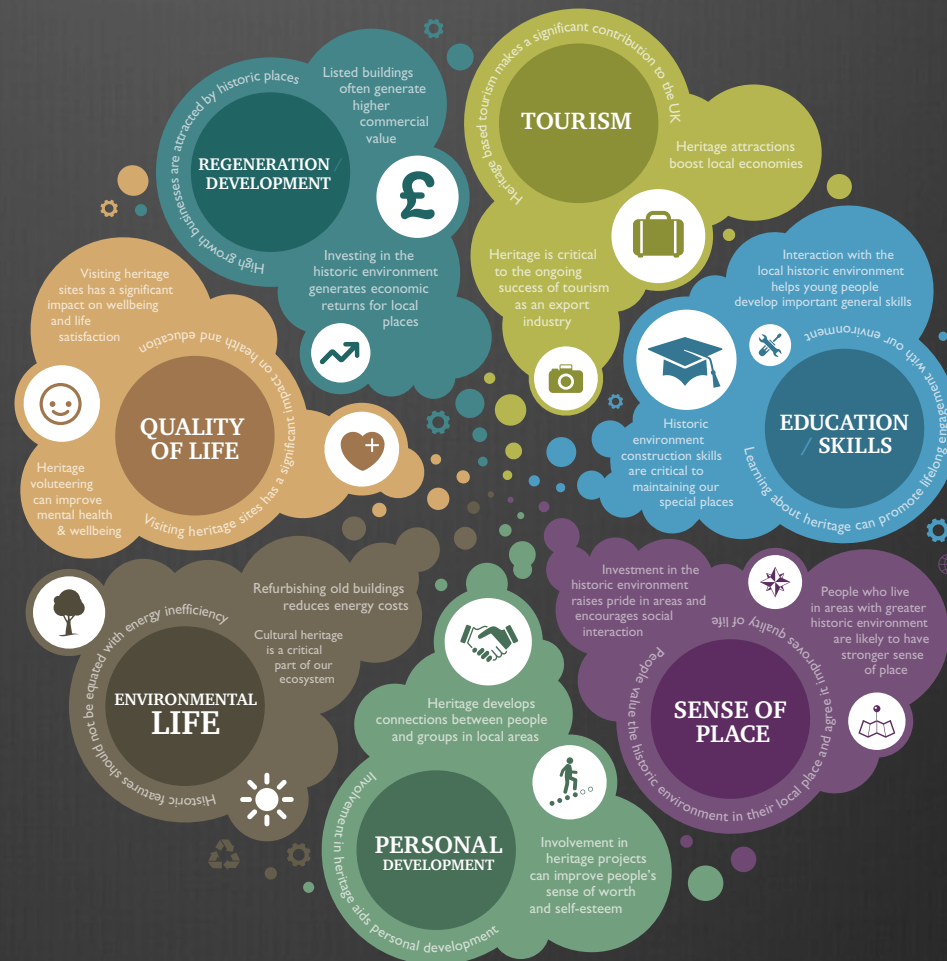 High growth businesses are attracted by historic places
REGENERATION /
DEVELOPMENT
Listed buildings
often generate
higher
commercial
value
£
Investing in the
historic environment
generates economic
returns for local
places
Heritage based tourism makes a significant contribution to the UK
TOURISM
Heritage attractions
boost local economies
Heritage is critical
to the ongoing
success of tourism
as an export
industry
Interaction with the
local historic environment
helps young people
develop important general skills
Learning about heritage can promote lifelong engagement with our environment
EDUCATION
/ SKILLS
Historic
environment
construction skills
are critical to
maintaining our
special places
Visiting heritage
sites has a significant
impact on wellbeing
and life
satisfaction
Visiting heritage sites has a significant impact on health and education
QUALITY
OF LIFE
Heritage
voluteering
can improve
mental health
& wellbeing
Refurbishing old buildings
reduces energy costs
Cultural heritage
is a critical
part of our
ecosystem
Historic features should not be equated with energy inefficiency
ENVIRONMENTAL
LIFE
Heritage develops
connections between people
and groups in local areas
Involvement in heritage aids personal development
PERSONAL
DEVELOPMENT
Involvement in
heritage projects
can improve people's
sense of worth
and self-esteem
Investment in the
historic environment
raises pride in areas and
encourages social
interaction
People who live
in areas with greater
historic environment
are likely to have
stronger sense
of place
People value the historic environment in their local place and agree it improves quality of life
SENSE OF
PLACE